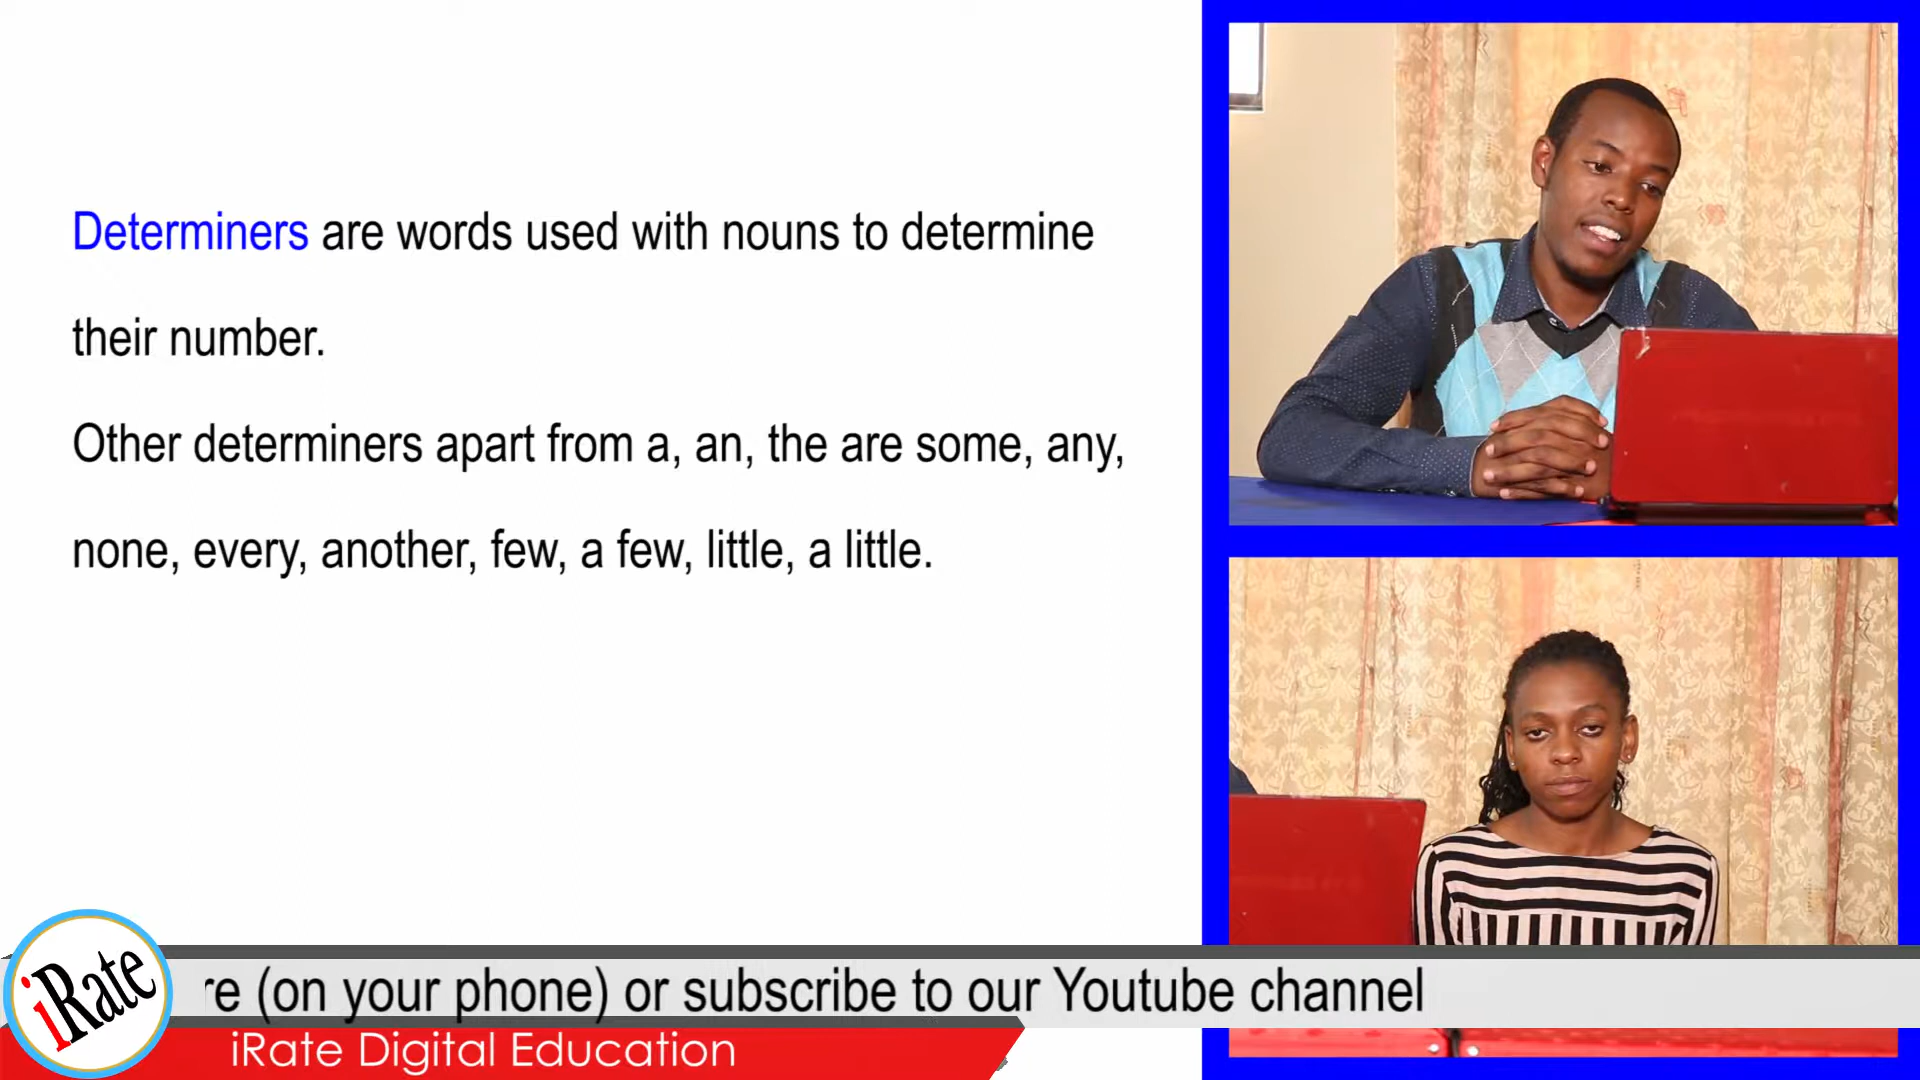 Determiners are words used with nouns to determine
their number.
Other determiners apart from a, an, the are some, any,
none, every, another, few, a few, little, a little.
iRate
(on your phone) or subscribe to our Youtube channel
iRate Digital Education